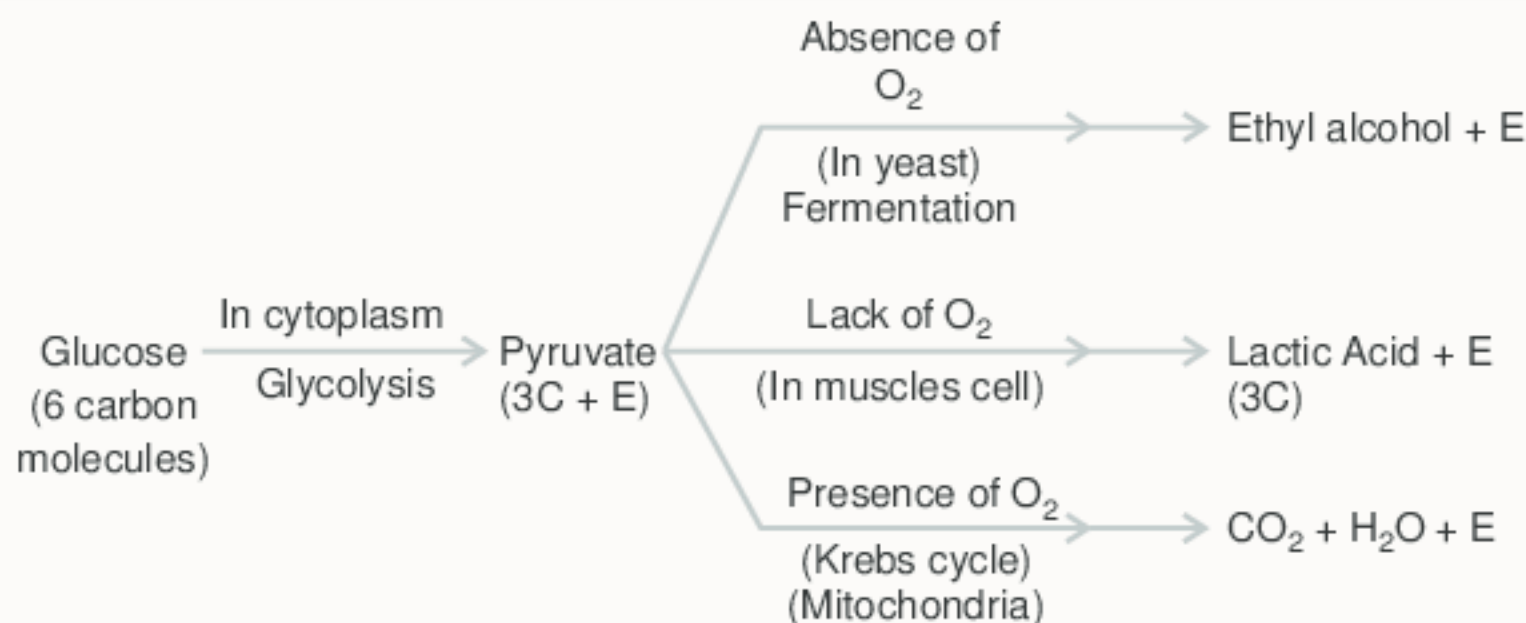 Glucose
(6 carbon
molecules)
In cytoplasm
Glycolysis
Pyruvate
(3C + E)
Absence of
O₂
(In yeast)
Fermentation
Ethyl alcohol + E
Lack of O₂
(In muscles cell)
Lactic Acid + E
(3C)
Presence of O₂
(Krebs cycle)
(Mitochondria)
CO₂ + H₂O + E